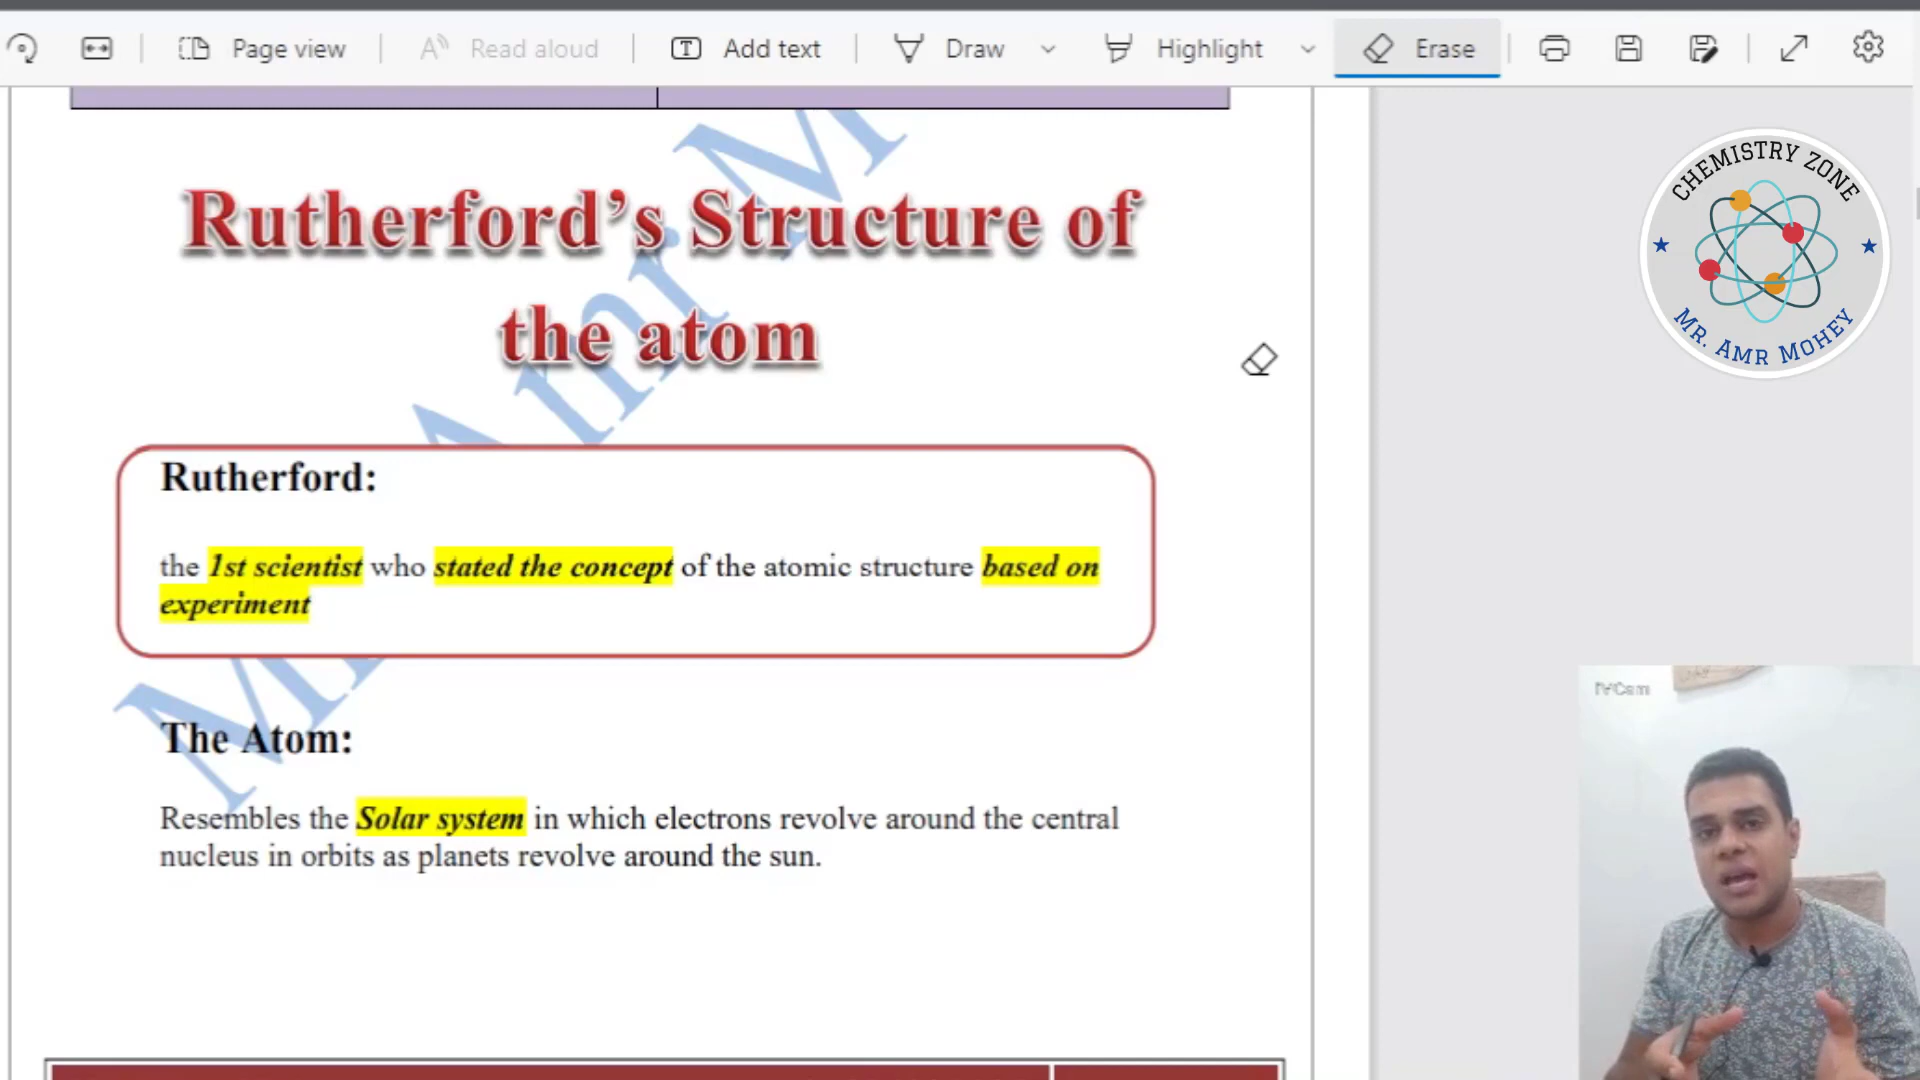 Page view
Read aloud
Add text
Draw
Highlight
Erase
CHEMISTRY ZONE
MR. AMR MOHEY
Rutherford’s Structure of
the atom
Rutherford:
the 1st scientist who stated the concept of the atomic structure based on
experiment
The Atom:
Resembles the Solar system in which electrons revolve around the central
nucleus in orbits as planets revolve around the sun.
iVCam